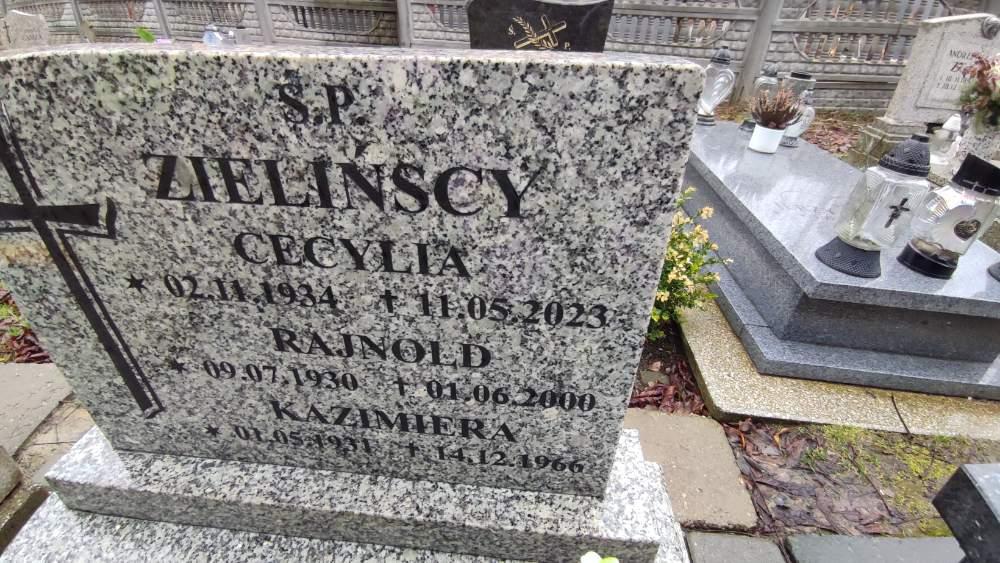 Ś.P.
ZIELIŃSCY
CECYLIA
* 02.11.1934 † 11.05.2023
RAJNOLD
* 09.07.1930 † 01.06.2000
KAZIMIERA
* 01.05.1931 † 14.12.1966
Ś. P.